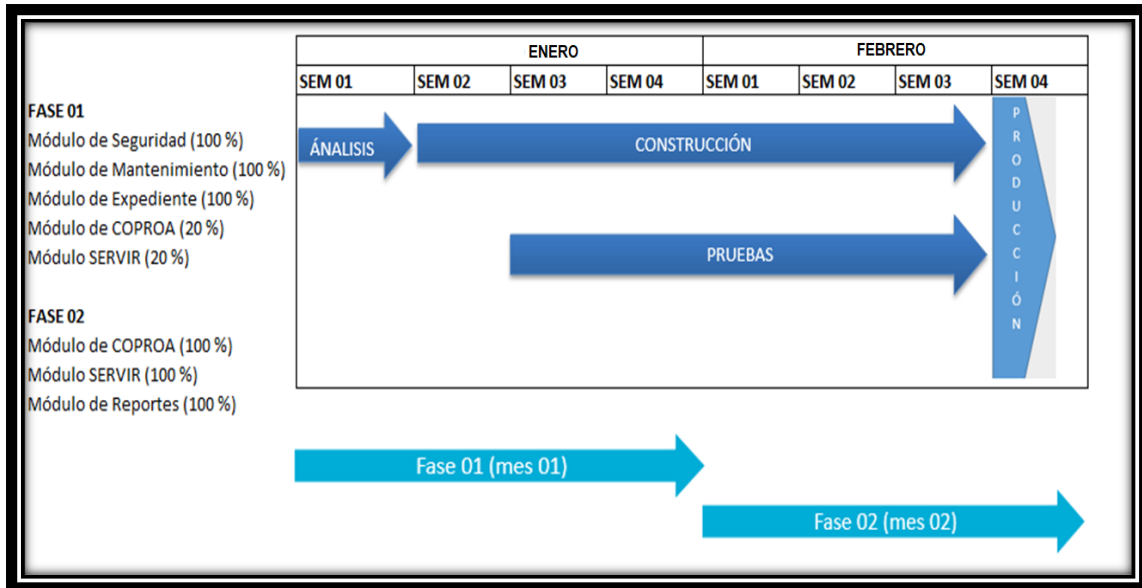 ENERO FEBRERO
SEM 01 SEM 02 SEM 03 SEM 04 SEM 01 SEM 02 SEM 03 SEM 04
FASE 01
Módulo de Seguridad (100 %)
Módulo de Mantenimiento (100 %)
Módulo de Expediente (100 %)
Módulo de COPROA (20 %)
Módulo SERVIR (20 %)
FASE 02
Módulo de COPROA (100 %)
Módulo SERVIR (100 %)
Módulo de Reportes (100 %)
ÁNALISIS
CONSTRUCCIÓN
PRUEBAS
PRODUCCIÓN
Fase 01 (mes 01)
Fase 02 (mes 02)